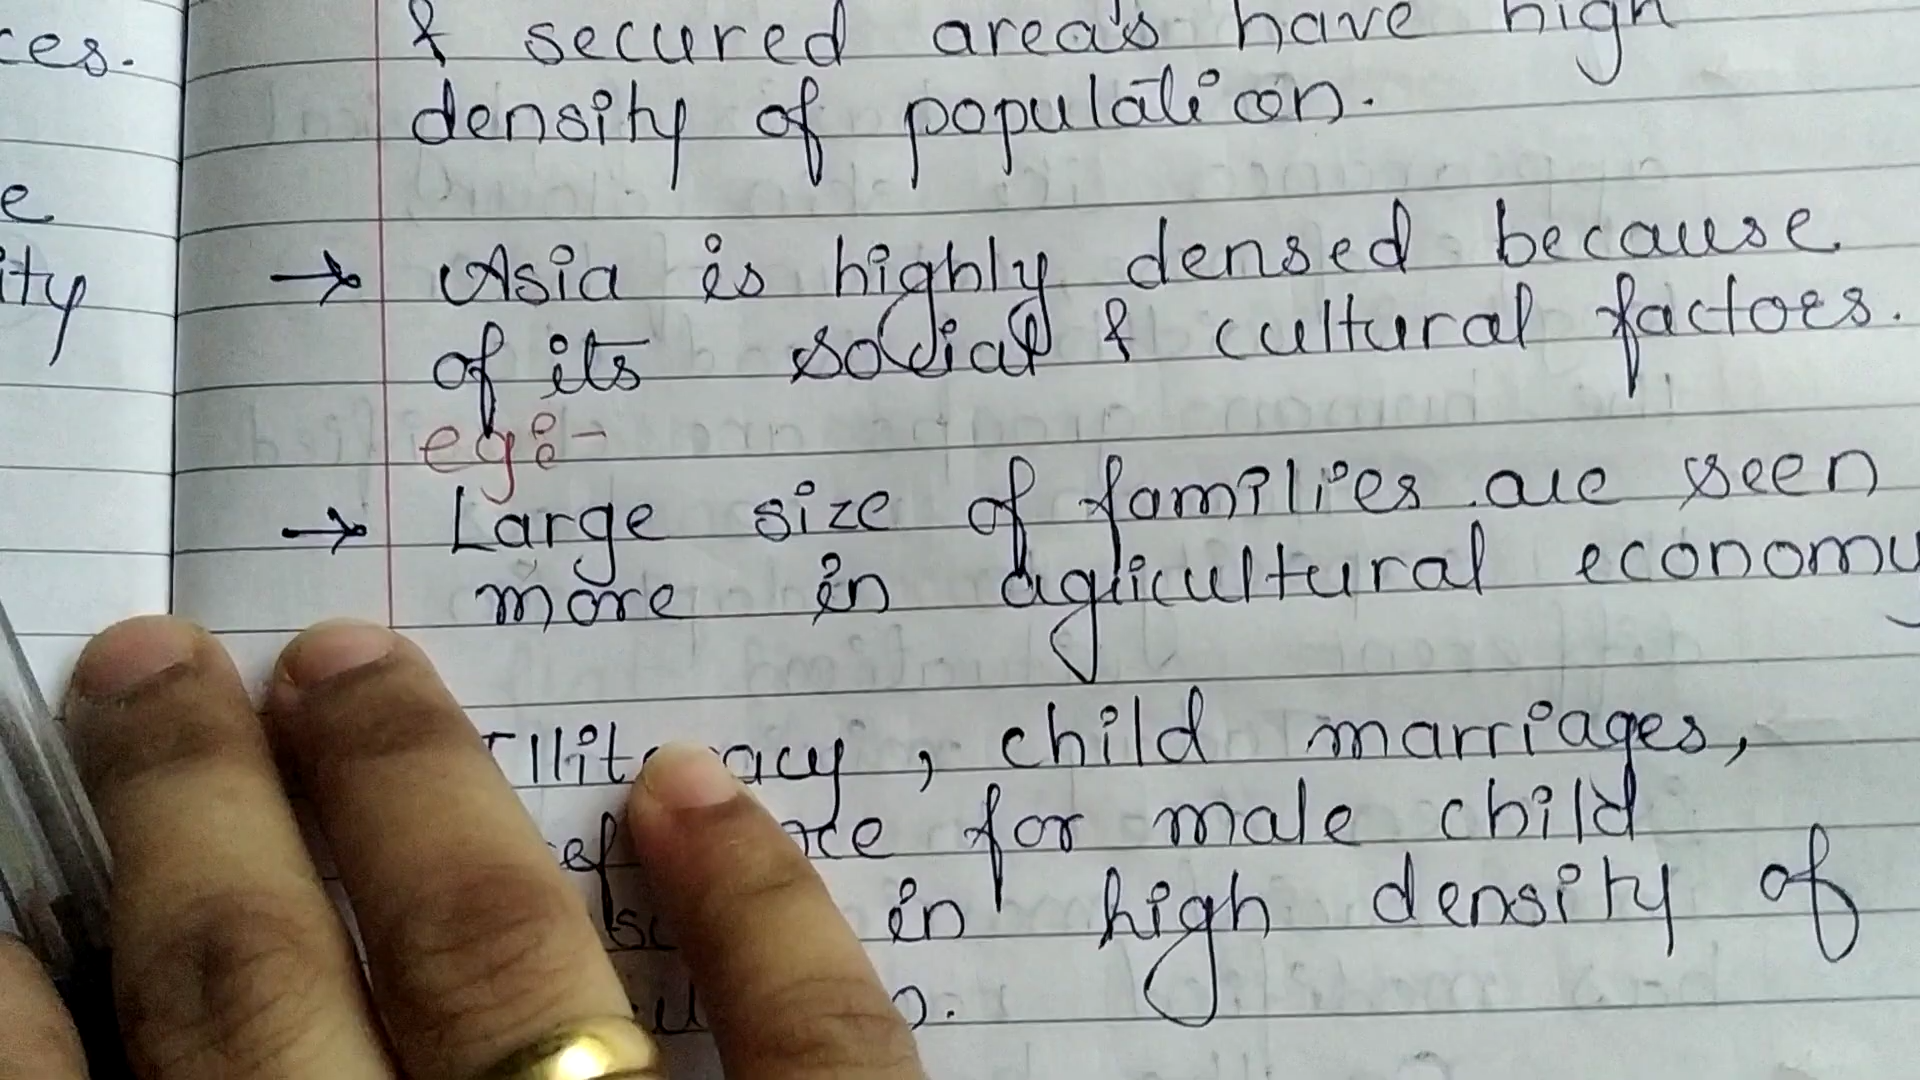 ces.
e
ity
& secured areas have high
density of population.
→ Asia is highly densed because
of its social & cultural factors.
eg:-
→ Large size of families are seen
more in agricultural economy
, child marriages,
for male child
in high density of